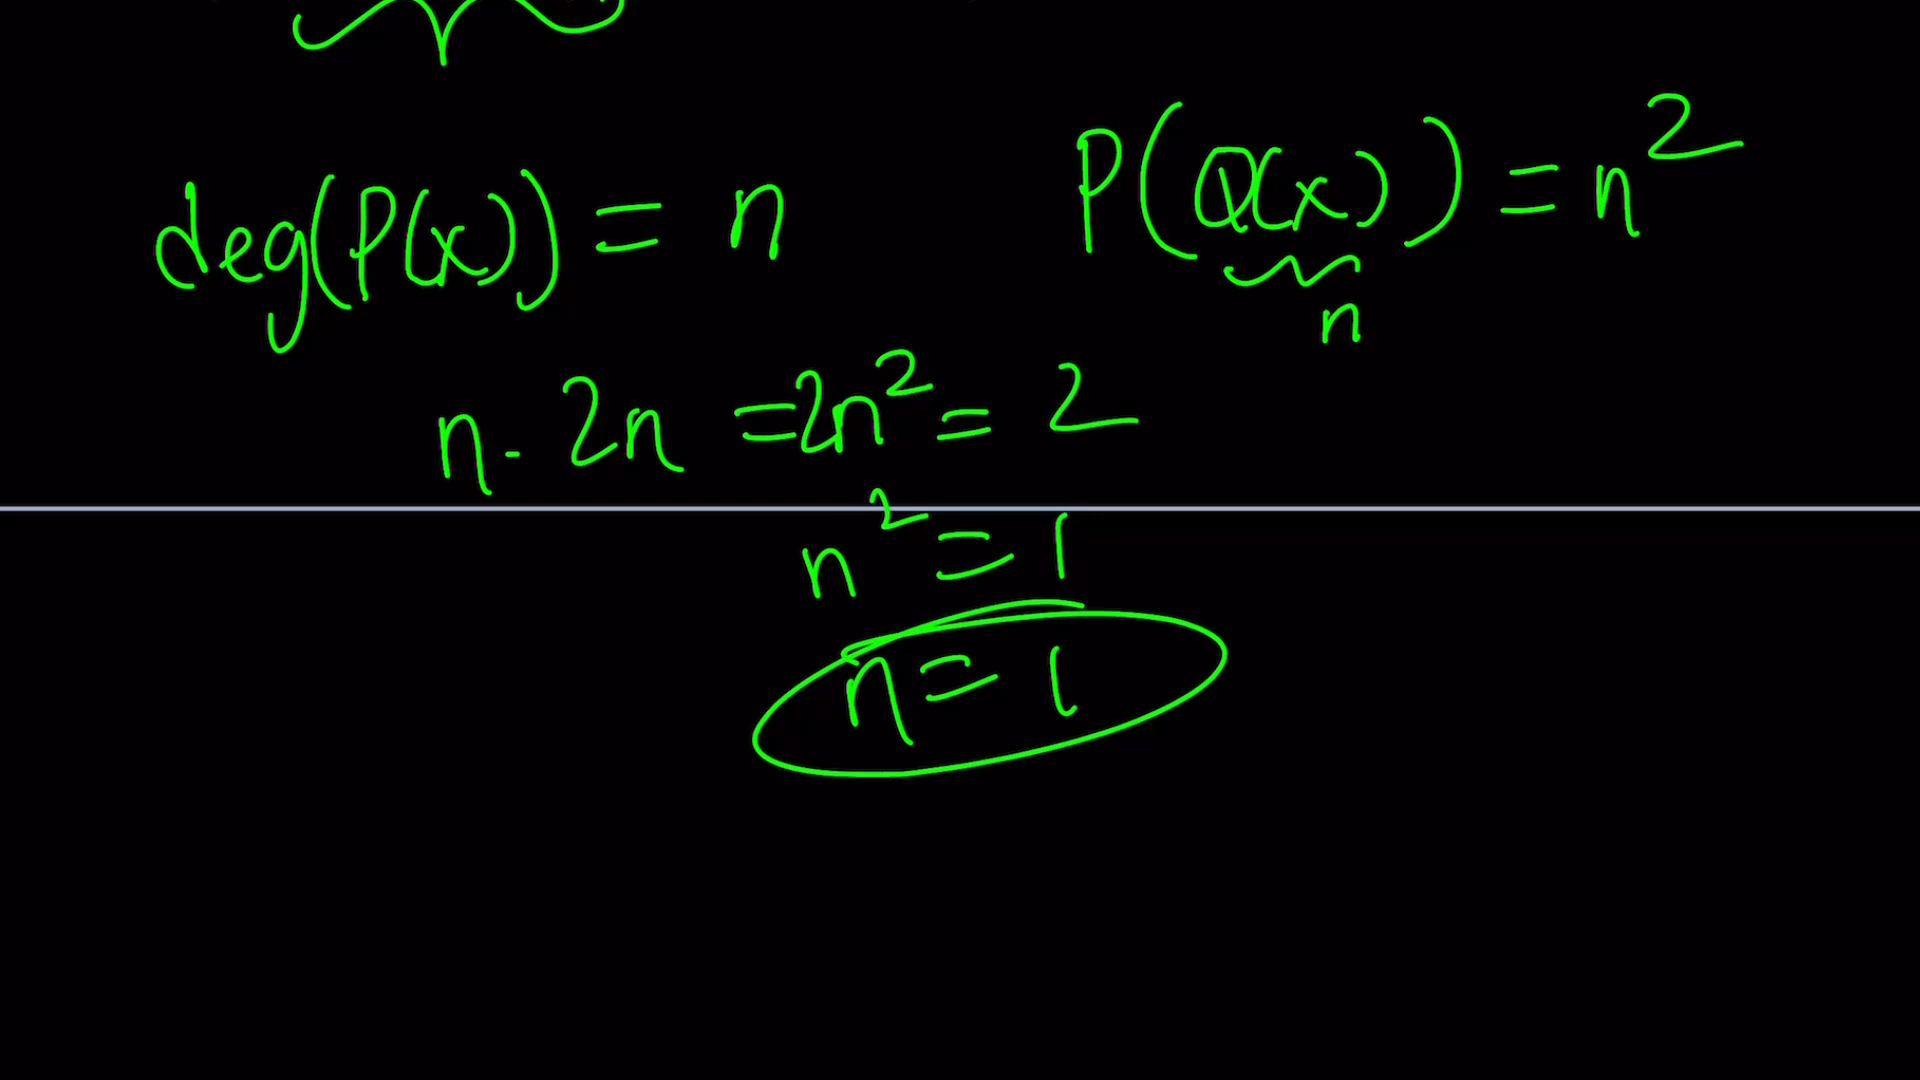 deg(P(x)) = n
P(Q(x)) = n²
n
n · 2n = 2n² = 2
n² = 1
n = 1